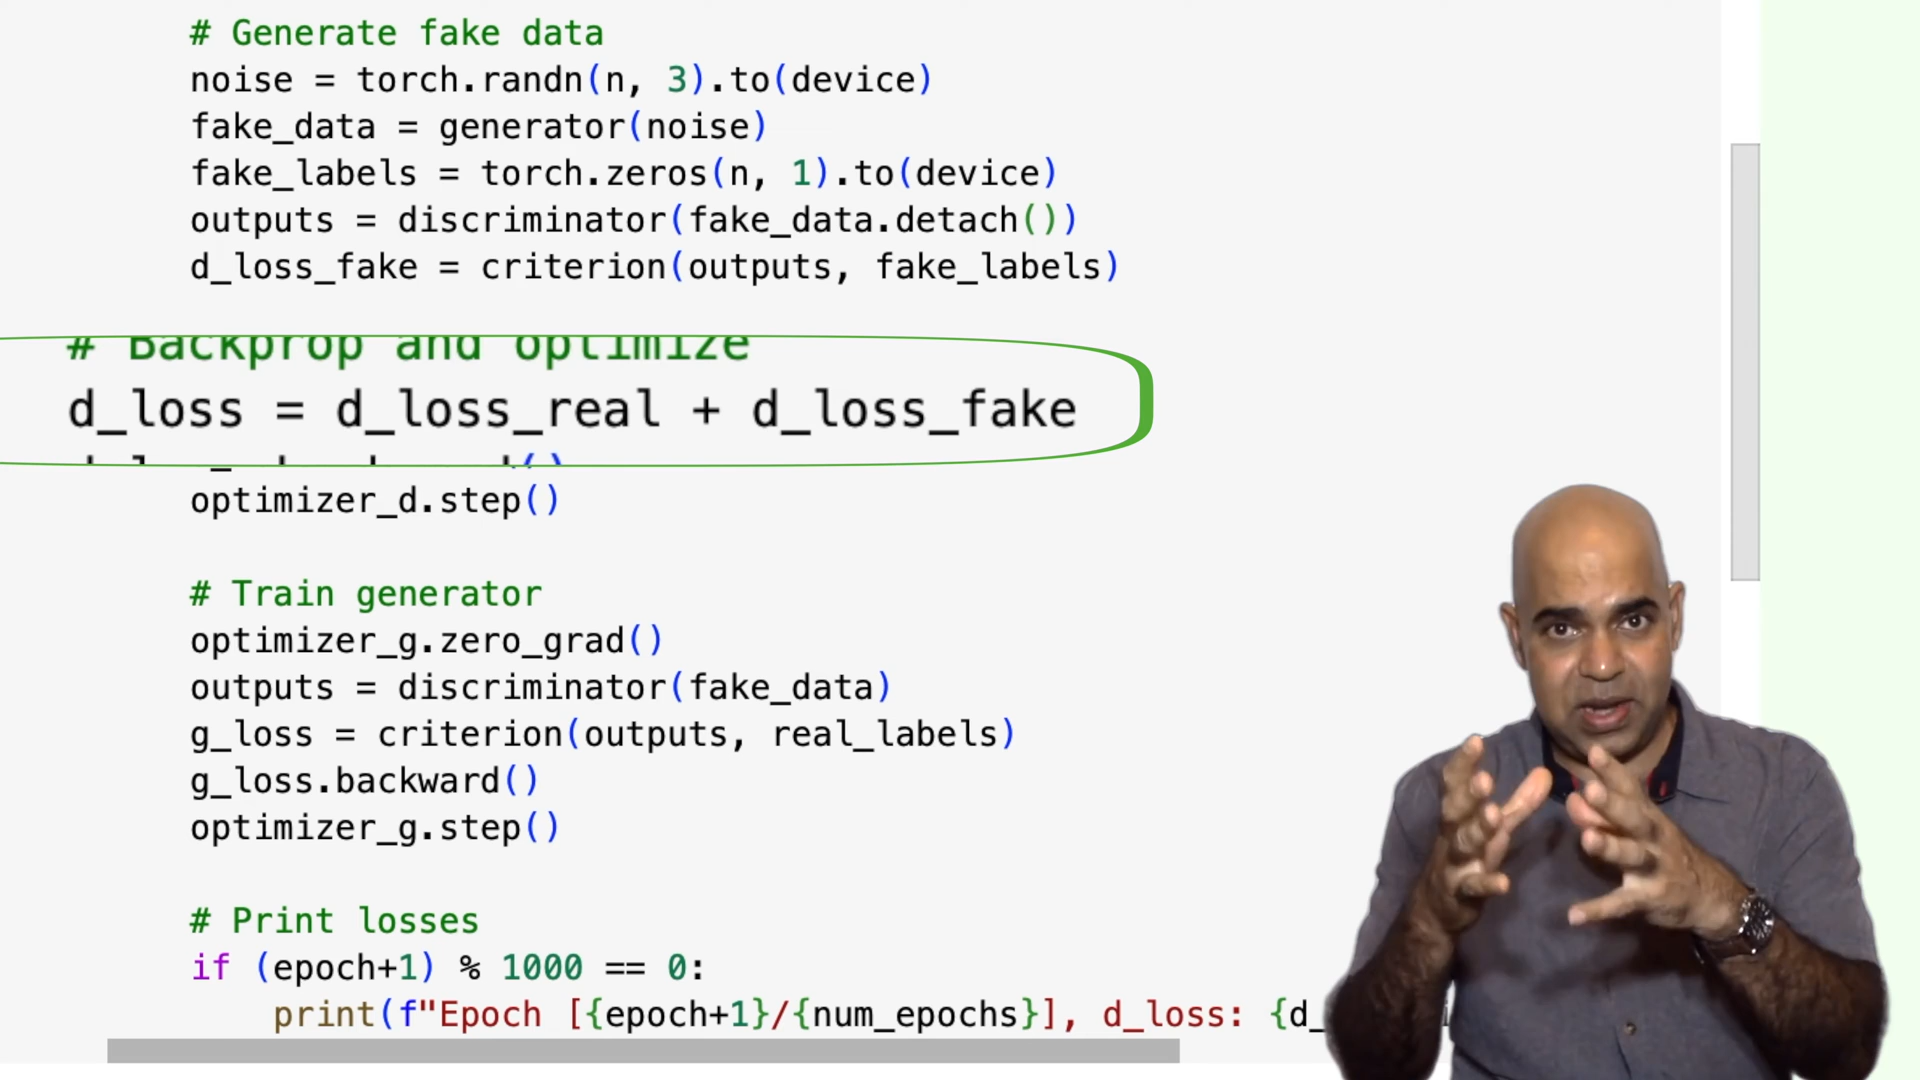 # Generate fake data
noise = torch.randn(n, 3).to(device)
fake_data = generator(noise)
fake_labels = torch.zeros(n, 1).to(device)
outputs = discriminator(fake_data.detach())
d_loss_fake = criterion(outputs, fake_labels)
# Backprop and optimize
d_loss = d_loss_real + d_loss_fake
optimizer_d.step()
# Train generator
optimizer_g.zero_grad()
outputs = discriminator(fake_data)
g_loss = criterion(outputs, real_labels)
g_loss.backward()
optimizer_g.step()
# Print losses
if (epoch+1) % 1000 == 0:
print(f"Epoch [{epoch+1}/{num_epochs}], d_loss: {d_